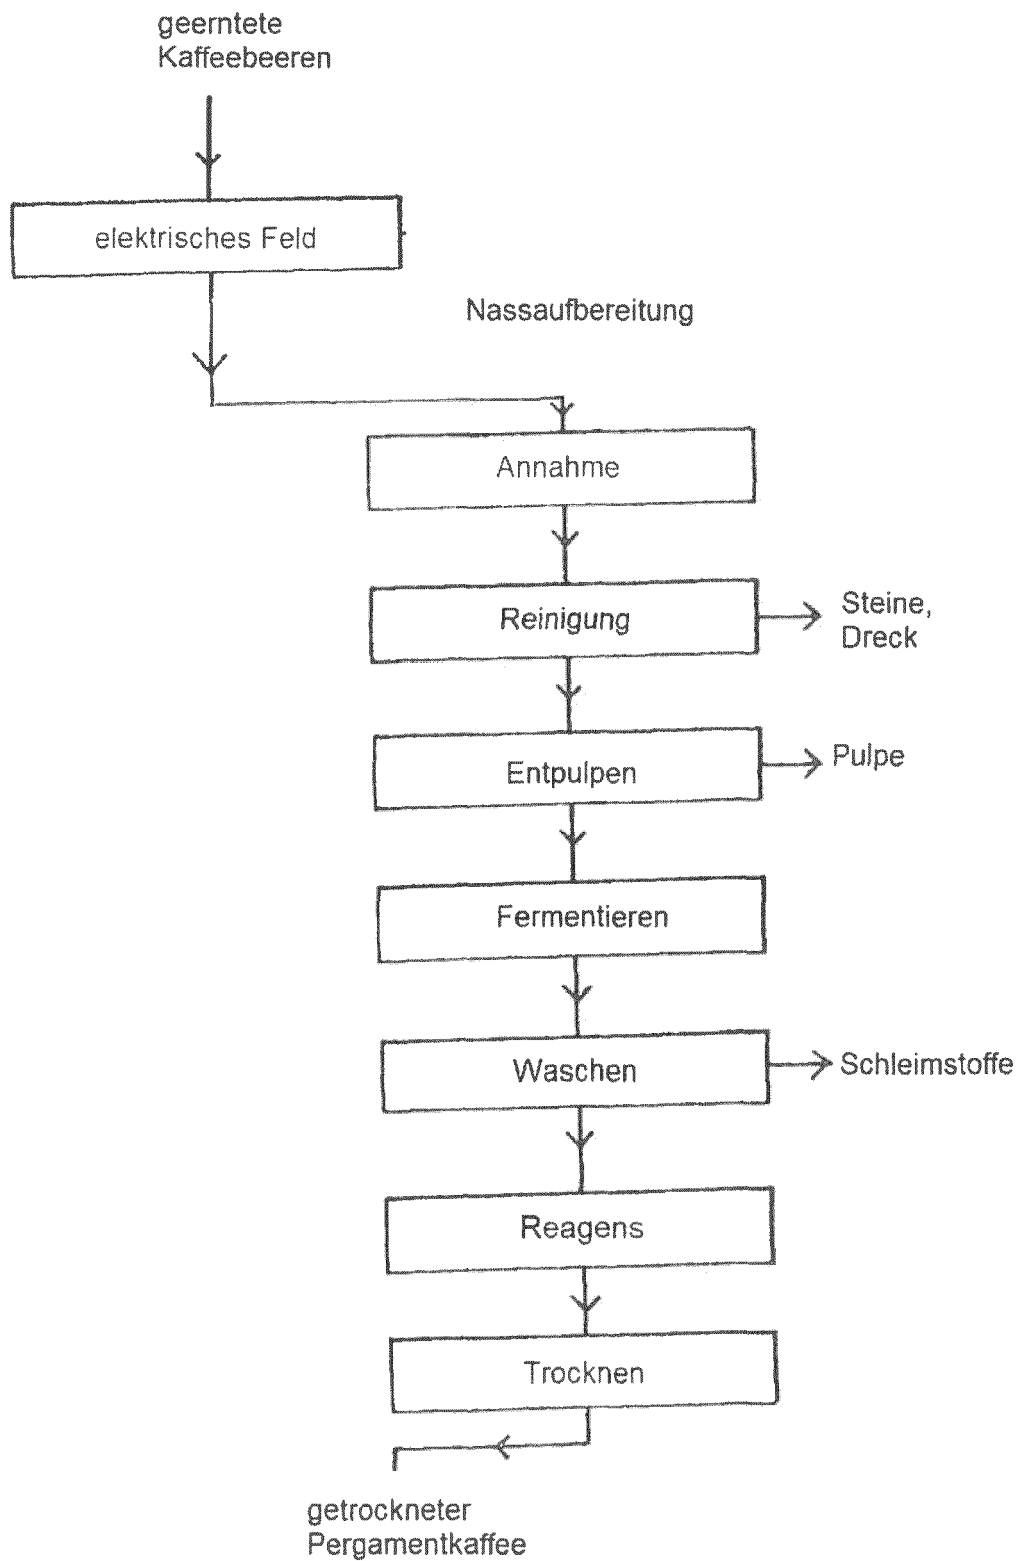 geerntete
Kaffeebeeren
elektrisches Feld
Nassaufbereitung
Annahme
Reinigung
Steine,
Dreck
Entpulpen
Pulpe
Fermentieren
Waschen
Schleimstoffe
Reagens
Trocknen
getrockneter
Pergamentkaffee